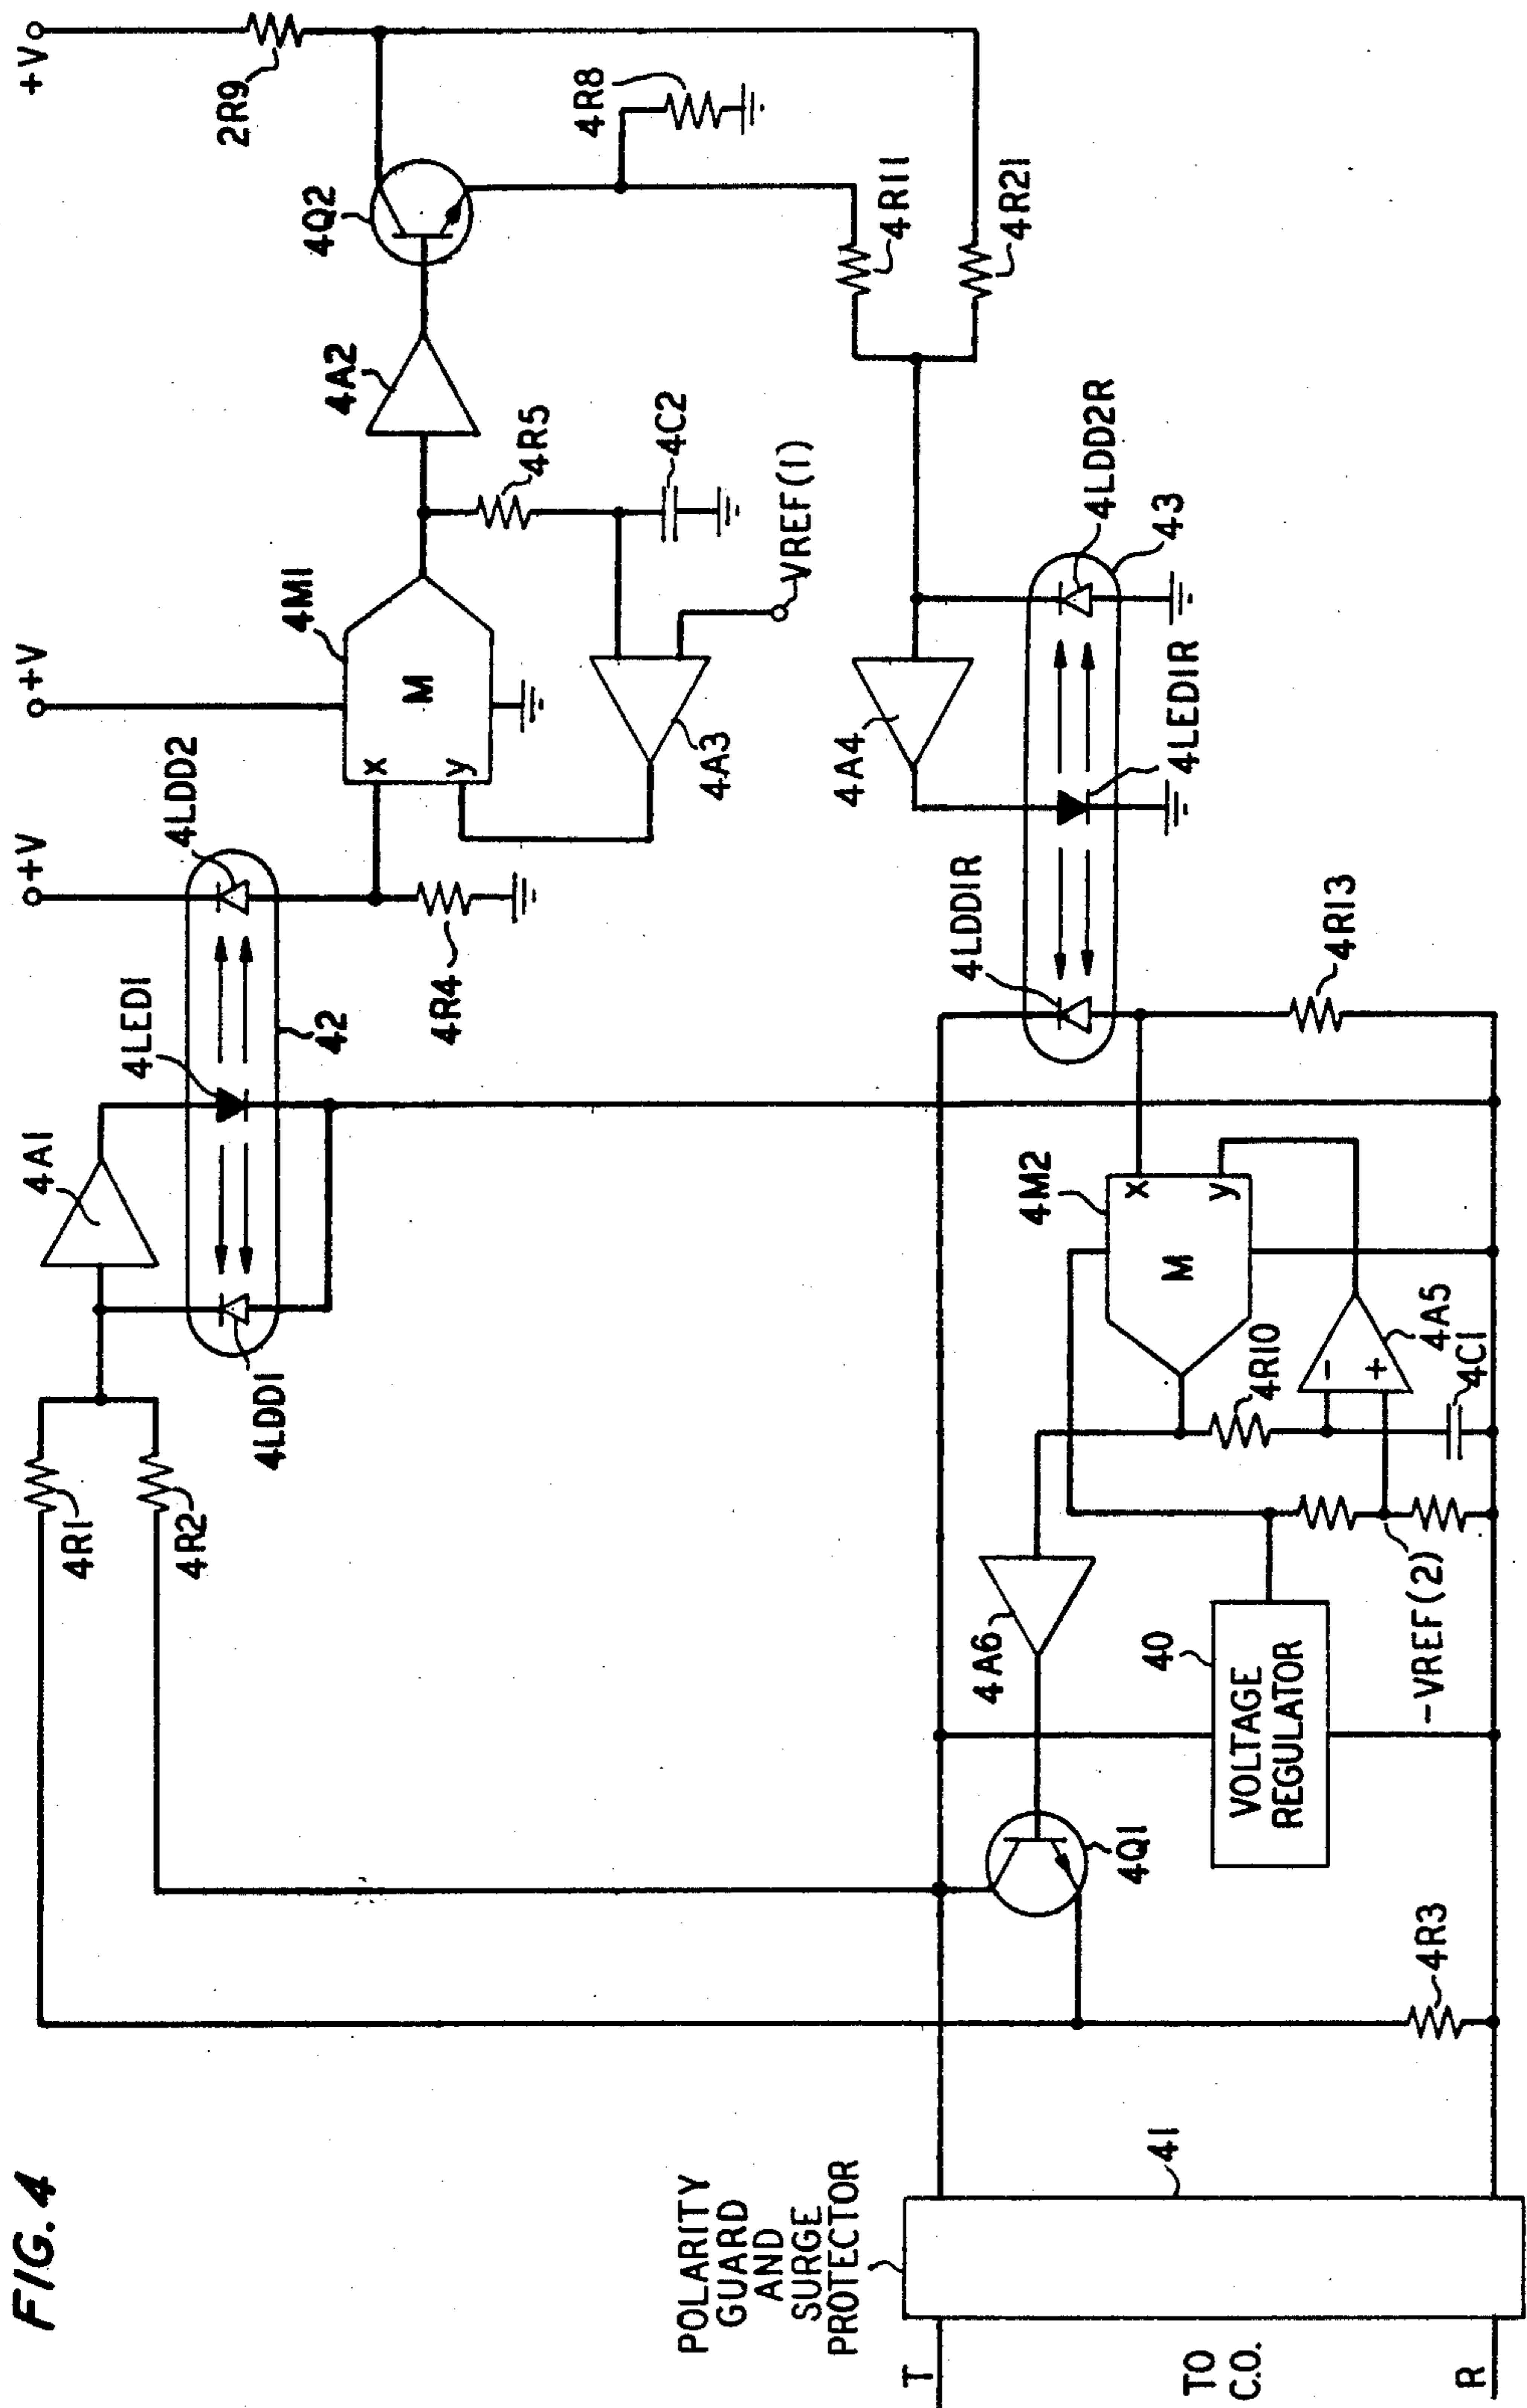 FIG. 4
4R1
4R2
4A1
4LED1
4LDD1
42
+V
4LDD2
4R4
+V
4M1
M
x
y
4A2
4R5
4C2
4A3
VREF(1)
+V
2R9
4Q2
4R8
4R11
4R21
4A4
4LDD2R
43
4LED1R
4LDD1R
4R13
4M2
M
x
y
4R10
4A5
-
+
4C1
-VREF(2)
4A6
40
VOLTAGE
REGULATOR
4Q1
4R3
POLARITY
GUARD
AND
SURGE
PROTECTOR
41
T
TO
C.O.
R